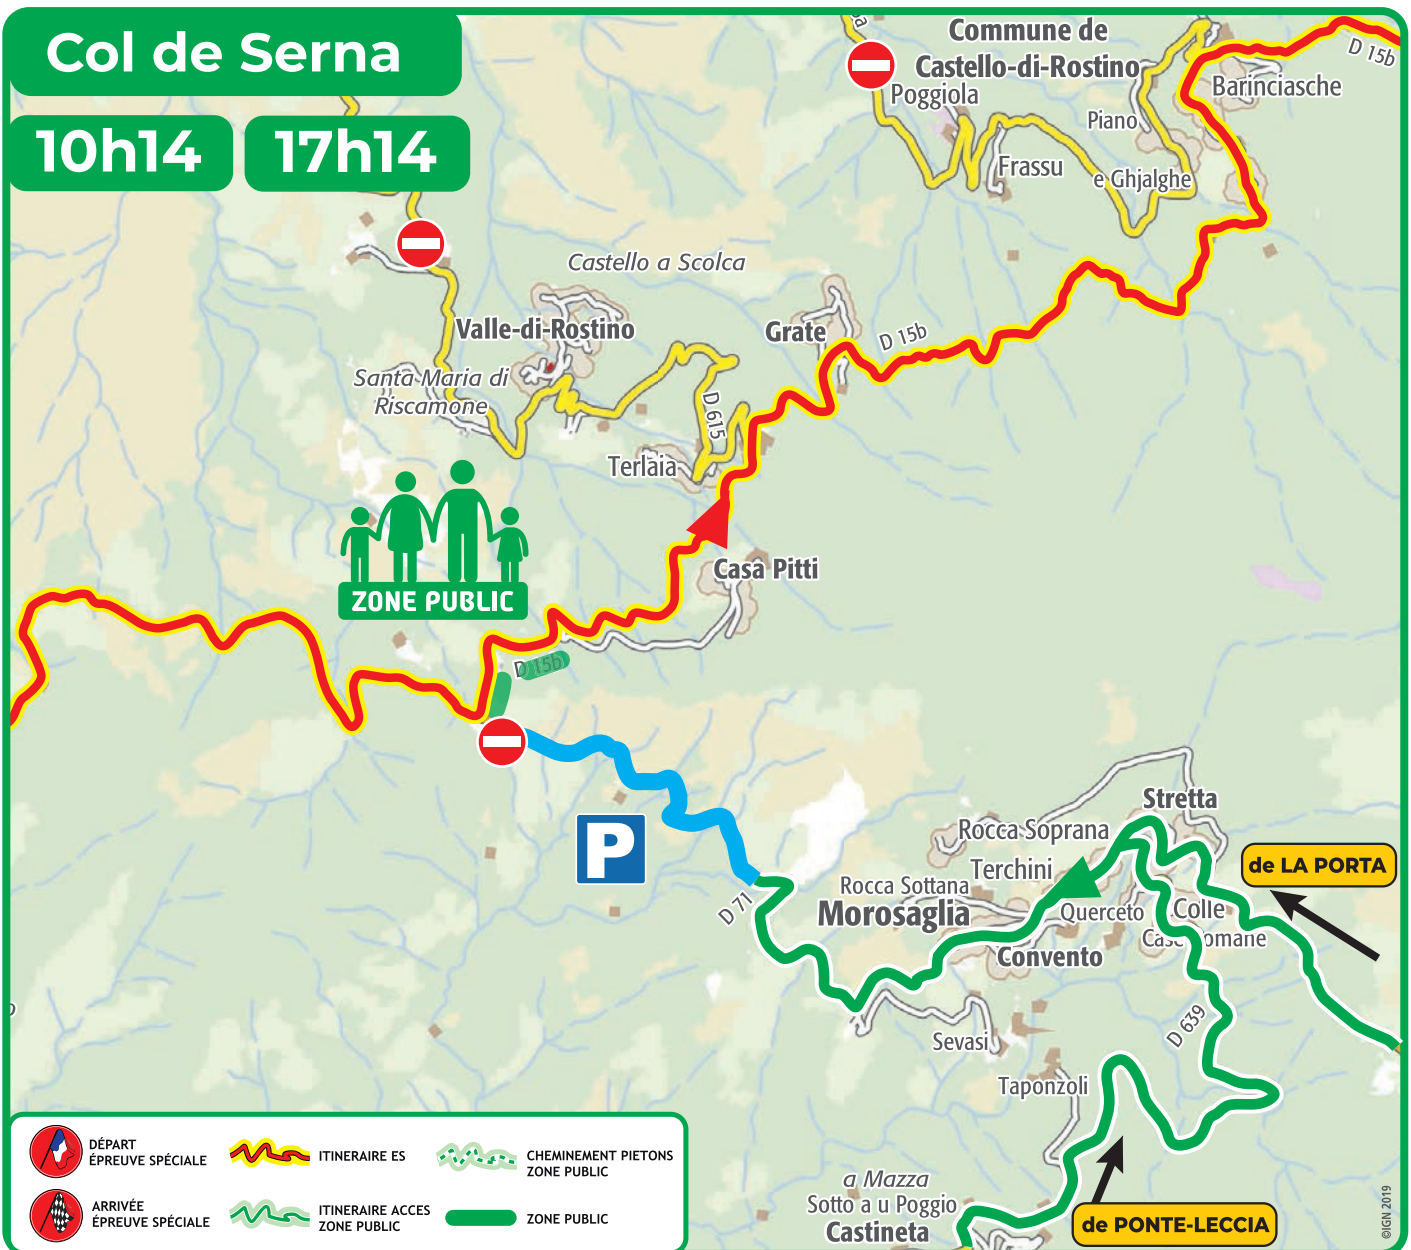 Col de Serna
10h14
17h14
Commune de
Castello-di-Rostino
D 15b
Poggiola
Barinciasche
Piano
Frassu
e Ghjalghe
Castello a Scolca
Valle-di-Rostino
Grate
D 15b
Santa Maria di
Riscamone
D 615
Terlaia
Casa Pitti
ZONE PUBLIC
D 15b
P
Stretta
Rocca Soprana
de LA PORTA
Terchini
Rocca Sottana
D 71
Morosaglia
Querceto
Colle
Convento
D 639
Sevasi
Taponzoli
a Mazza
Sotto a u Poggio
Castineta
de PONTE-LECCIA
DÉPART
ÉPREUVE SPÉCIALE
ITINERAIRE ES
CHEMINEMENT PIETONS
ZONE PUBLIC
ARRIVÉE
ÉPREUVE SPÉCIALE
ITINERAIRE ACCES
ZONE PUBLIC
ZONE PUBLIC
©IGN 2019